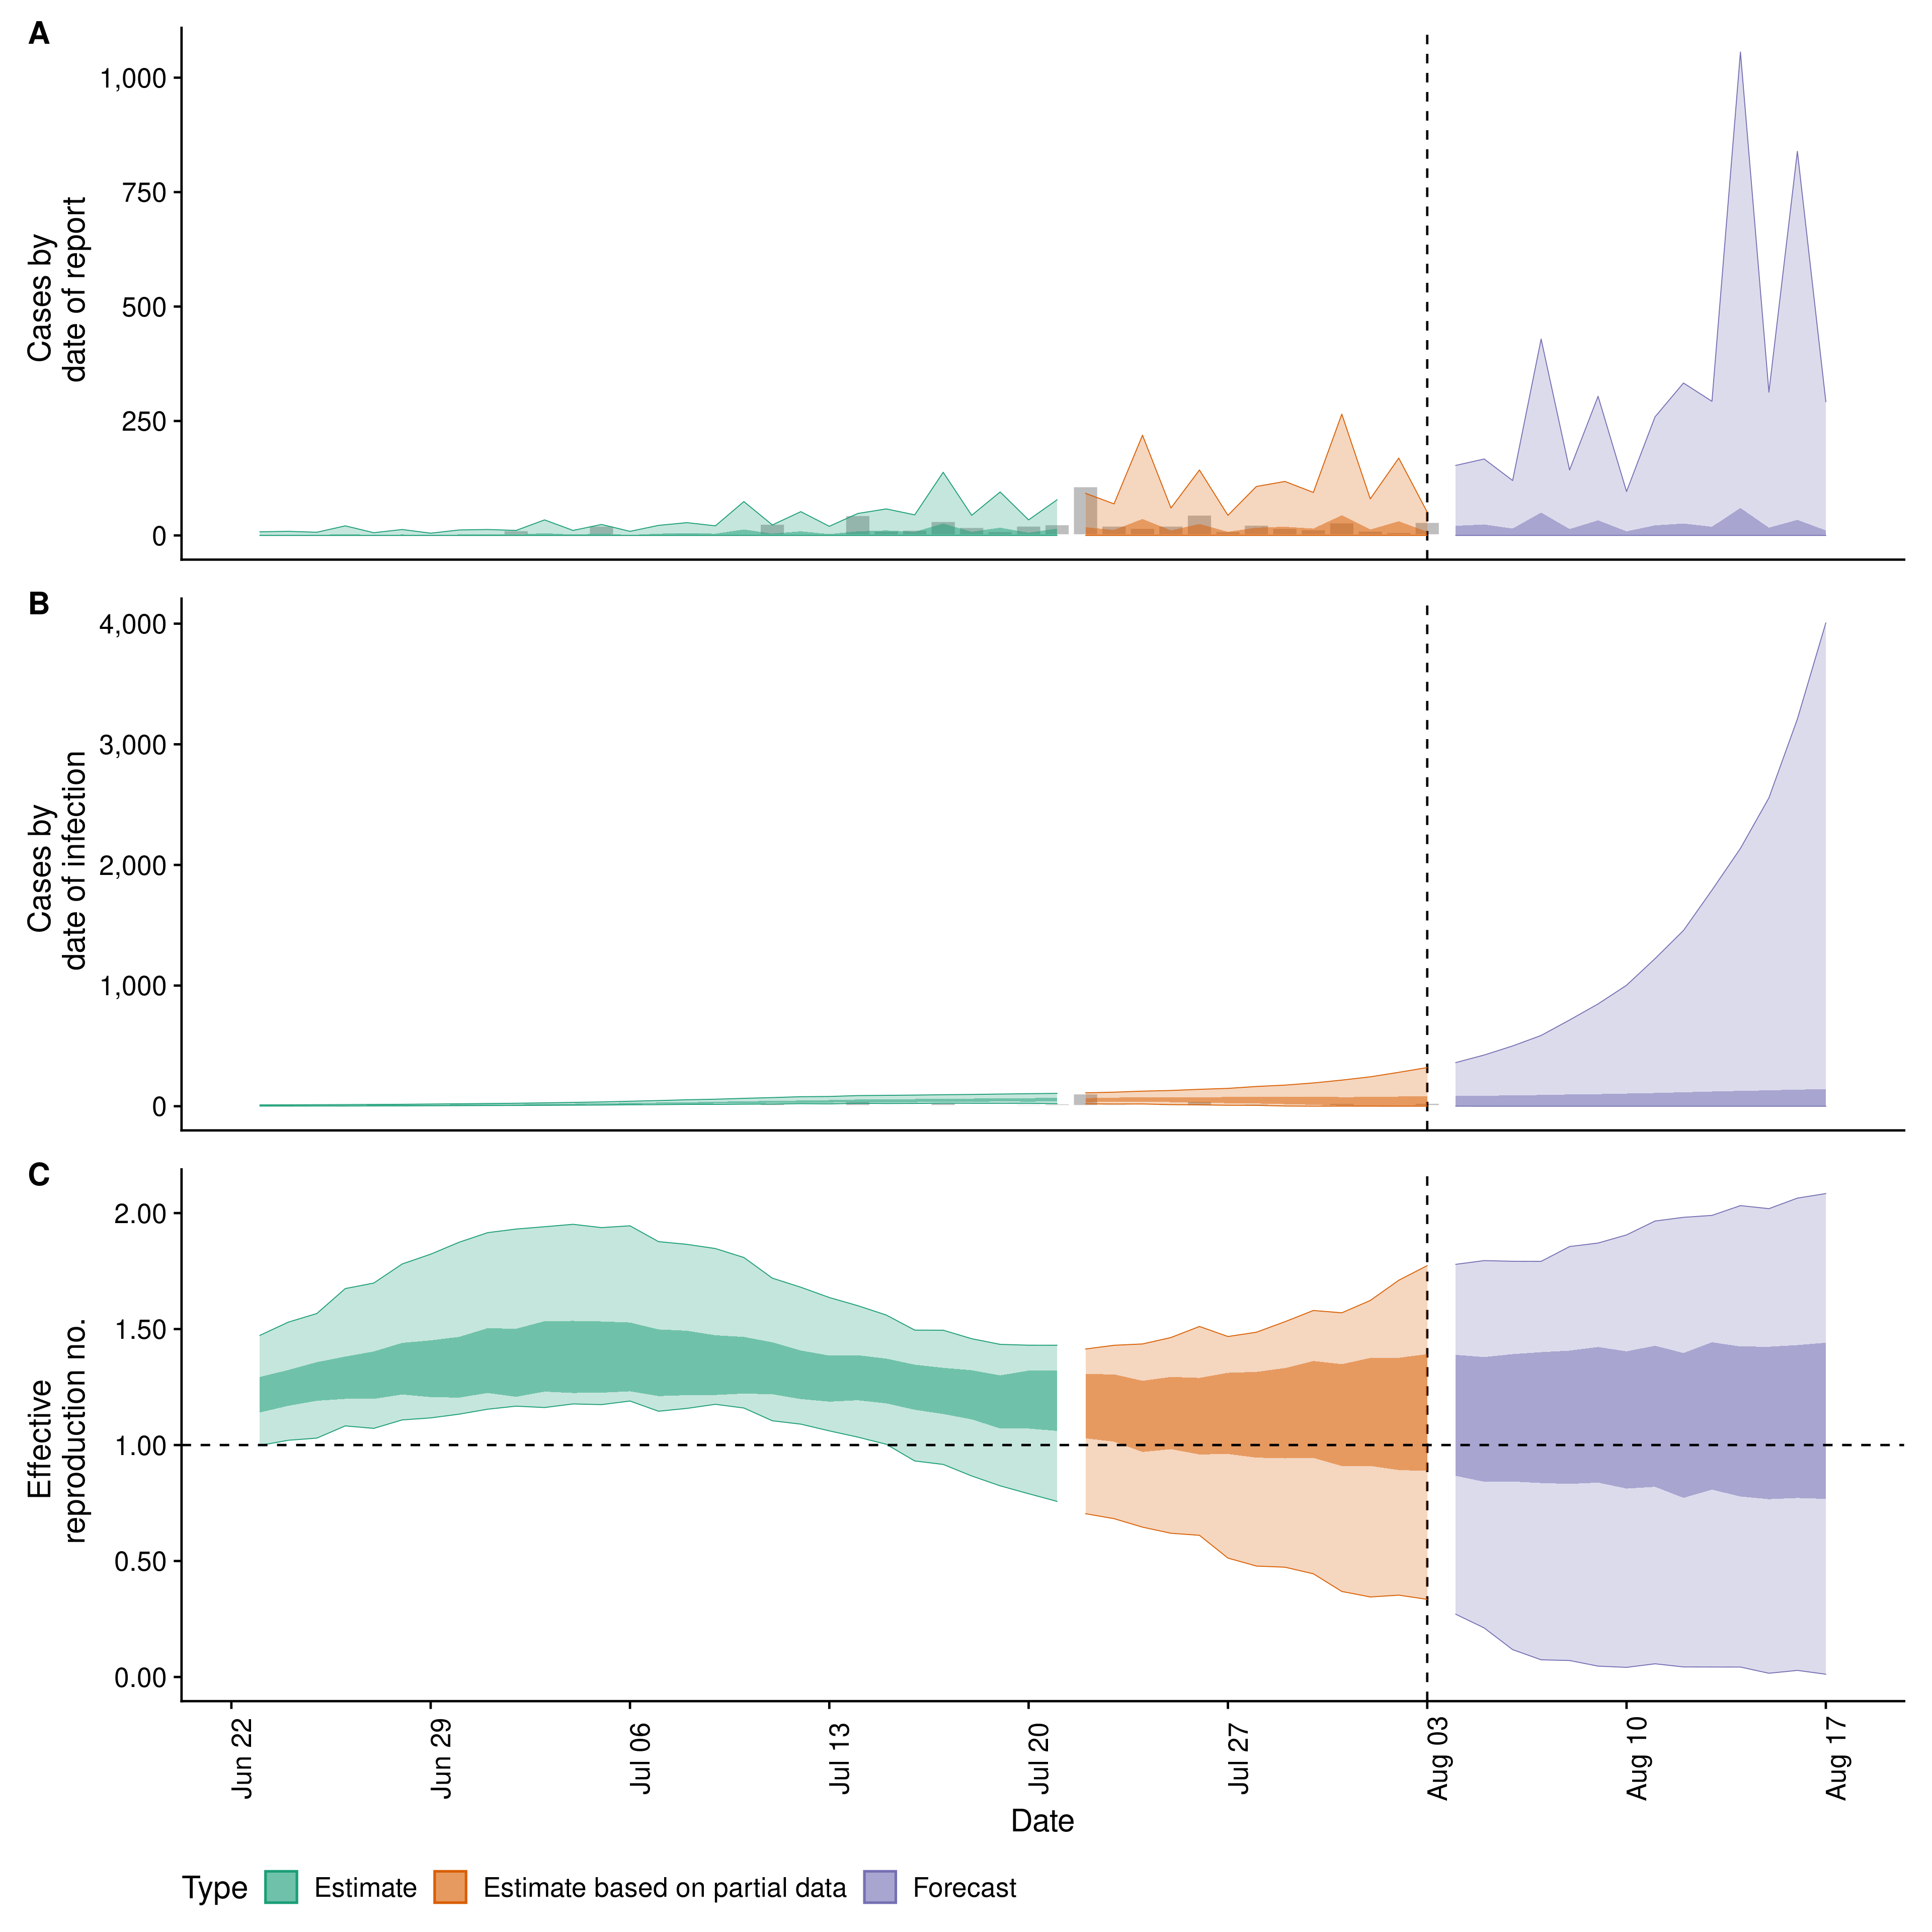 A
1,000
750
500
250
0
Cases by
date of report
B
4,000
3,000
2,000
1,000
0
Cases by
date of infection
C
2.00
1.50
1.00
0.50
0.00
Effective
reproduction no.
Jun 22
Jun 29
Jul 06
Jul 13
Jul 20
Jul 27
Aug 03
Aug 10
Aug 17
Date
Type Estimate Estimate based on partial data Forecast